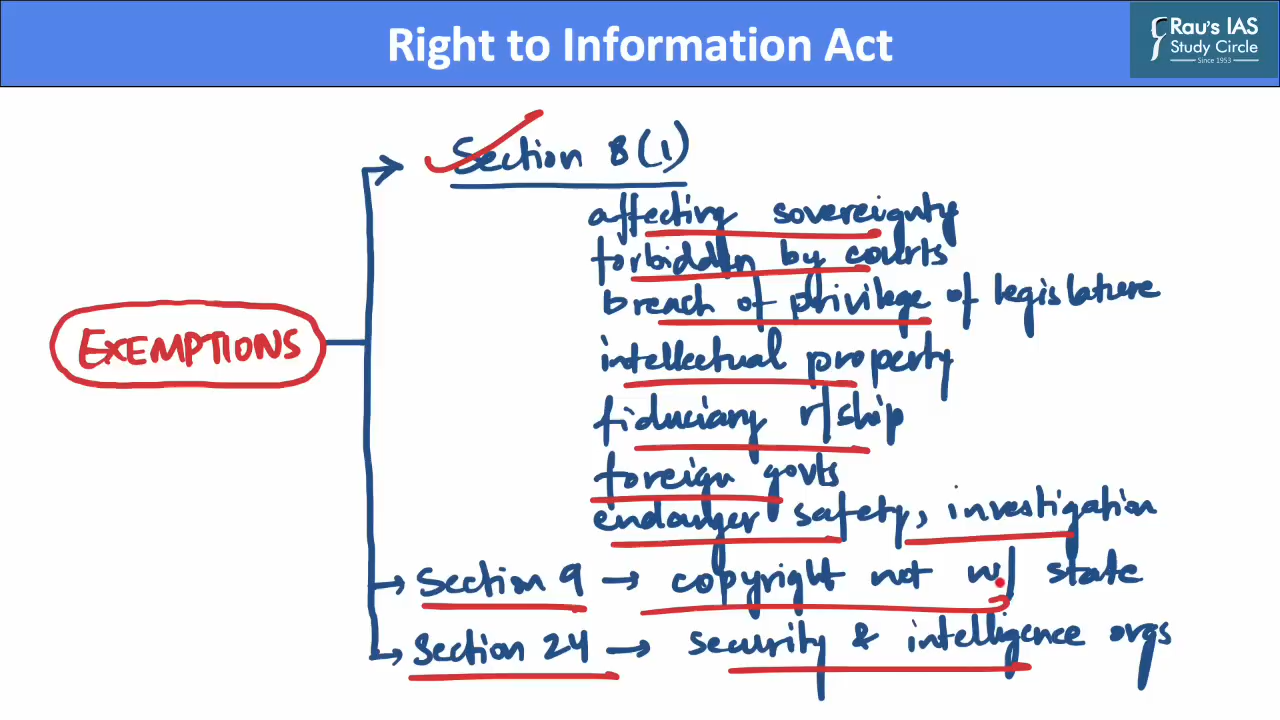 Right to Information Act
Rau's IAS
Study Circle
Since 1953
Section 8(1)
affecting sovereignty
forbidden by courts
breach of privilege of legislature
EXEMPTIONS
intellectual property
fiduciary r/ship
foreign govts
endanger safety, investigation
Section 9 → copyright not w/ state
Section 24 → security & intelligence orgs